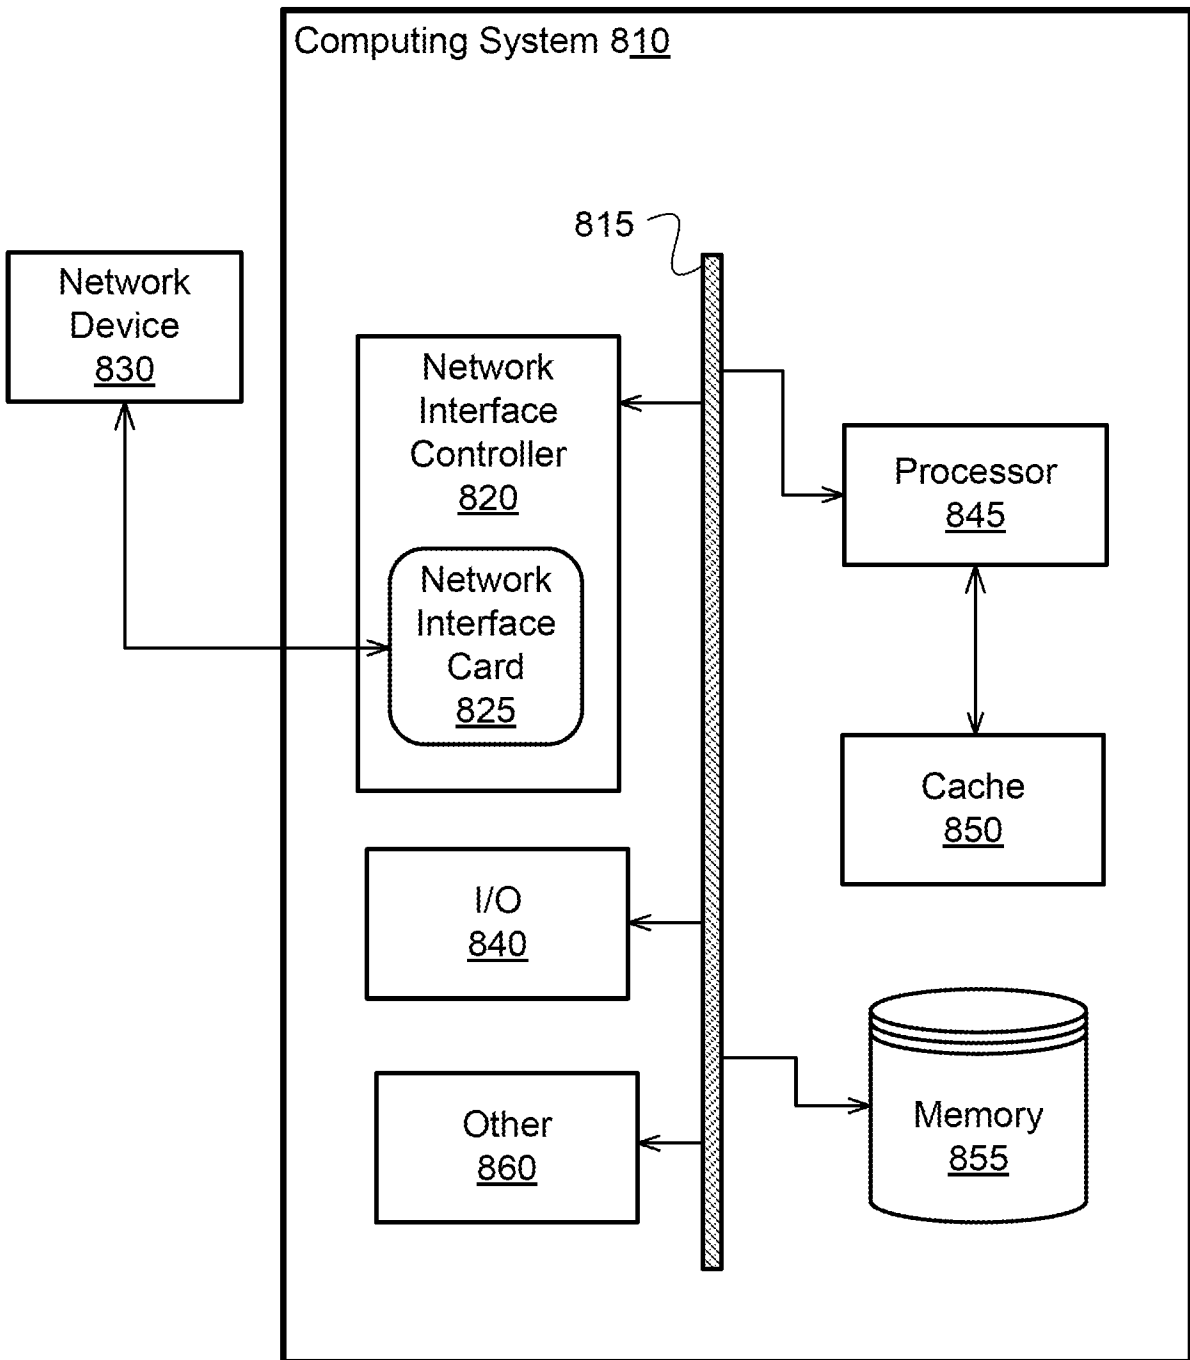 Computing System 810
815
Network
Device
830
Network
Interface
Controller
820
Network
Interface
Card
825
Processor
845
Cache
850
I/O
840
Memory
855
Other
860